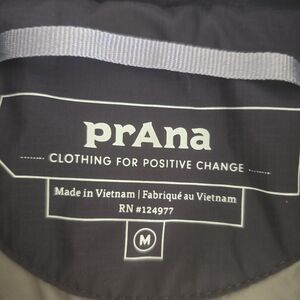 prAna
CLOTHING FOR POSITIVE CHANGE
Made in Vietnam | Fabriqué au Vietnam
RN #124977
M